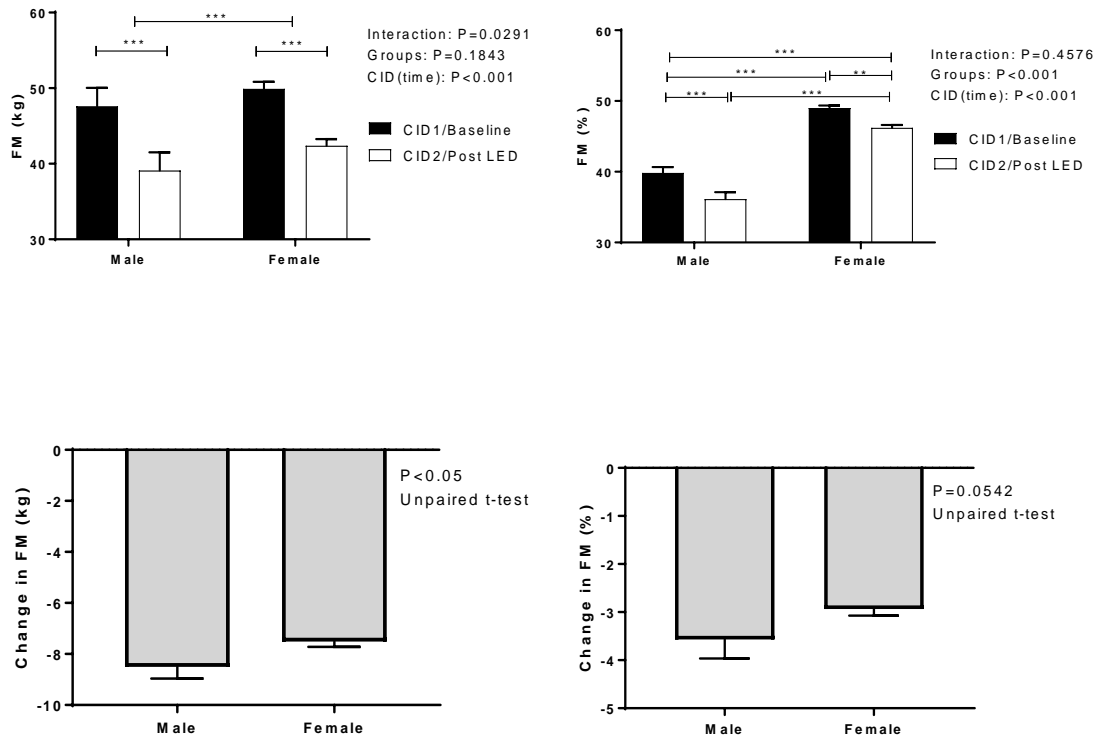 60
50
40
30
FM (kg)
***
***
***
Male
Female
Interaction: P=0.0291
Groups: P=0.1843
CID(time): P<0.001
CID1/Baseline
CID2/Post LED
60
50
40
30
FM (%)
***
***
**
***
***
Male
Female
Interaction: P=0.4576
Groups: P<0.001
CID(time): P<0.001
CID1/Baseline
CID2/Post LED
0
-2
-4
-6
-8
-10
Change in FM (kg)
P<0.05
Unpaired t-test
Male
Female
0
-1
-2
-3
-4
-5
Change in FM (%)
P=0.0542
Unpaired t-test
Male
Female